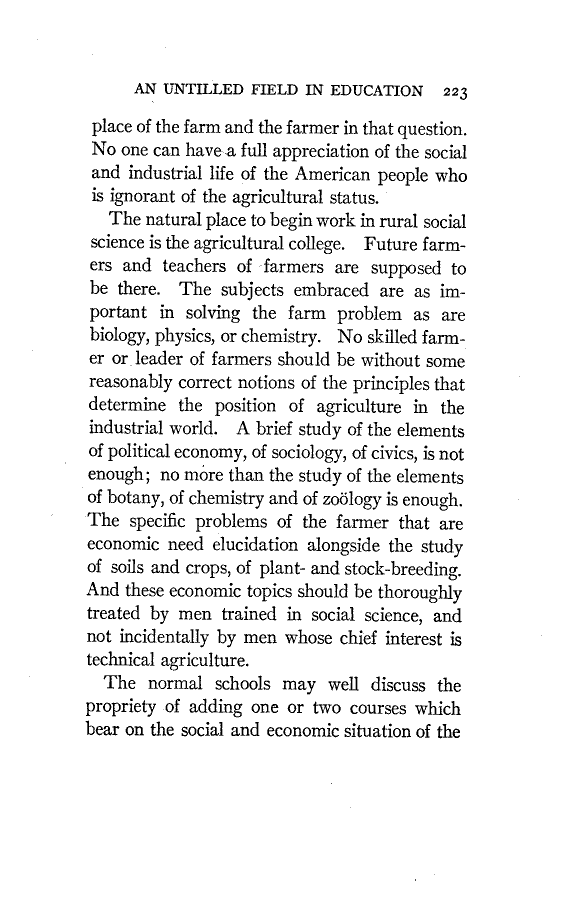 AN UNTILLED FIELD IN EDUCATION 223
place of the farm and the farmer in that question.
No one can have a full appreciation of the social
and industrial life of the American people who
is ignorant of the agricultural status.
The natural place to begin work in rural social
science is the agricultural college. Future farm-
ers and teachers of farmers are supposed to
be there. The subjects embraced are as im-
portant in solving the farm problem as are
biology, physics, or chemistry. No skilled farm-
er or leader of farmers should be without some
reasonably correct notions of the principles that
determine the position of agriculture in the
industrial world. A brief study of the elements
of political economy, of sociology, of civics, is not
enough; no more than the study of the elements
of botany, of chemistry and of zoölogy is enough.
The specific problems of the farmer that are
economic need elucidation alongside the study
of soils and crops, of plant- and stock-breeding.
And these economic topics should be thoroughly
treated by men trained in social science, and
not incidentally by men whose chief interest is
technical agriculture.
The normal schools may well discuss the
propriety of adding one or two courses which
bear on the social and economic situation of the